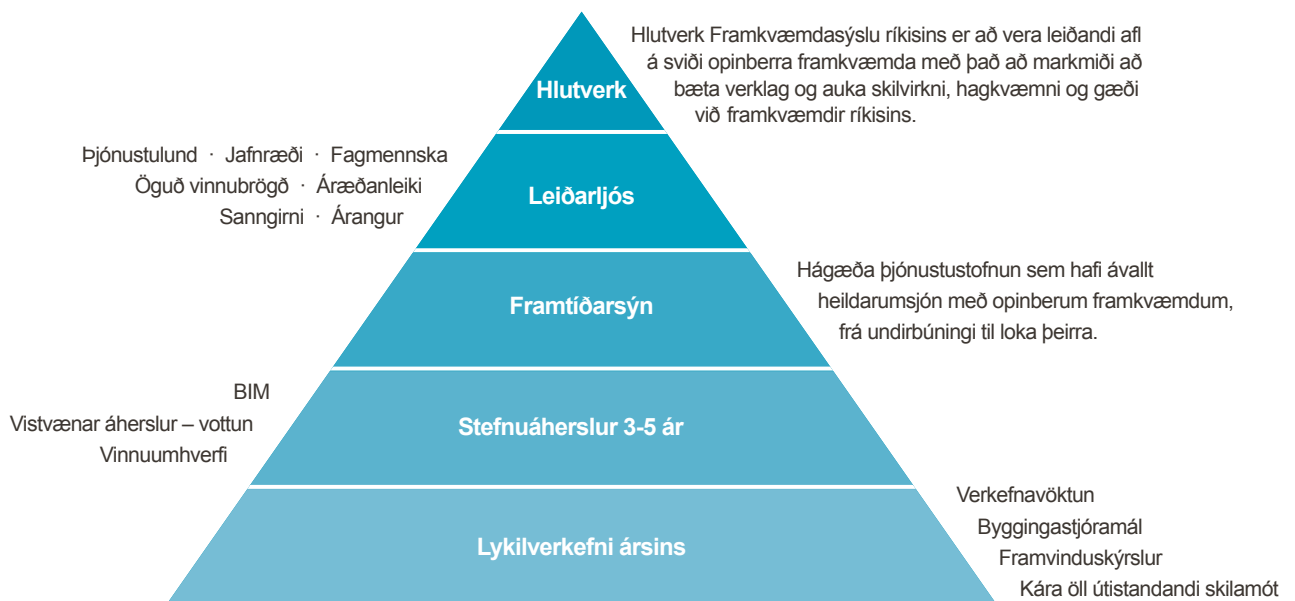 Hlutverk Framkvæmdasýslu ríkisins er að vera leiðandi afl
á sviði opinberra framkvæmda með það að markmiði að
bæta verklag og auka skilvirkni, hagkvæmni og gæði
við framkvæmdir ríkisins.
Hlutverk
Þjónustulund · Jafnræði · Fagmennska
Öguð vinnubrögð · Áræðanleiki
Sanngirni · Árangur
Leiðarljós
Hágæða þjónustustofnun sem hafi ávallt
heildarumsjón með opinberum framkvæmdum,
frá undirbúningi til loka þeirra.
Framtíðarsýn
BIM
Vistvænar áherslur – vottun
Vinnuumhverfi
Stefnuáherslur 3-5 ár
Verkefnavöktun
Byggingastjóramál
Framvinduskýrslur
Kára öll útistandandi skilamót
Lykilverkefni ársins